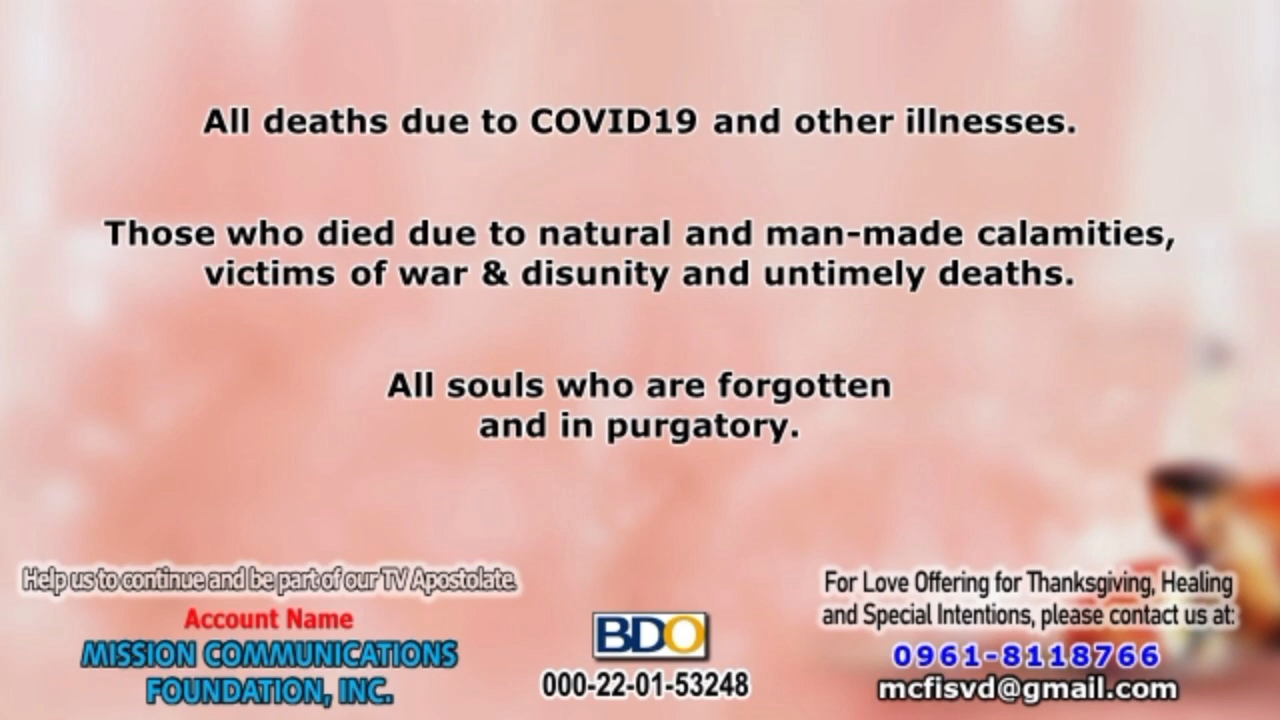 All deaths due to COVID19 and other illnesses.
Those who died due to natural and man-made calamities,
victims of war & disunity and untimely deaths.
All souls who are forgotten
and in purgatory.
Help us to continue and be part of our TV Apostolate.
Account Name
MISSION COMMUNICATIONS
FOUNDATION, INC.
BDO
000-22-01-53248
For Love Offering for Thanksgiving, Healing
and Special Intentions, please contact us at:
0961-8118766
mcfisvd@gmail.com